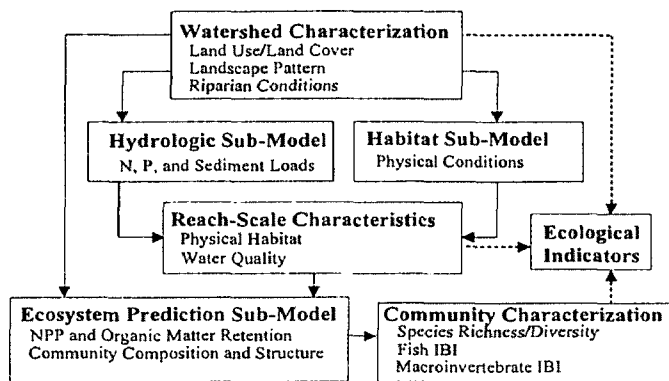 Watershed Characterization
Land Use/Land Cover
Landscape Pattern
Riparian Conditions
Hydrologic Sub-Model
N, P, and Sediment Loads
Habitat Sub-Model
Physical Conditions
Reach-Scale Characteristics
Physical Habitat
Water Quality
Ecological
Indicators
Ecosystem Prediction Sub-Model
NPP and Organic Matter Retention
Community Composition and Structure
Community Characterization
Species Richness/Diversity
Fish IBI
Macroinvertebrate IBI